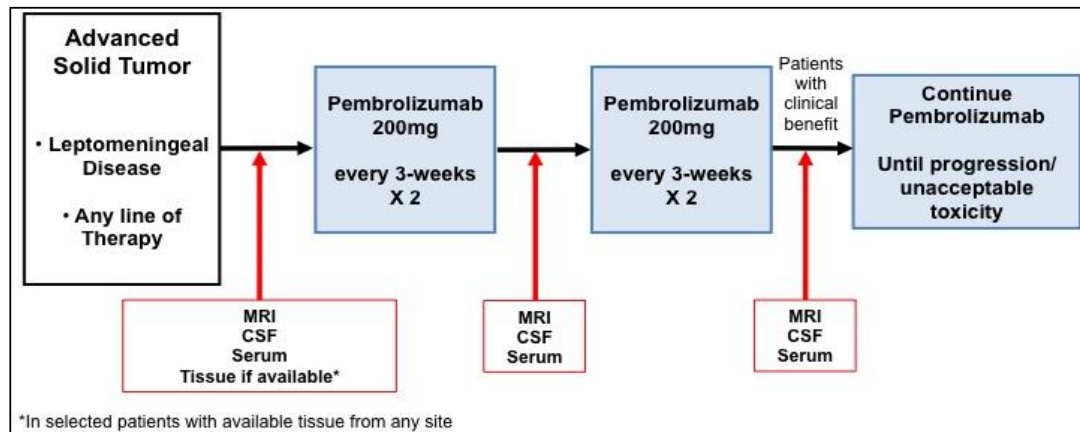 Advanced
Solid Tumor
• Leptomeningeal
Disease
• Any line of
Therapy
Pembrolizumab
200mg
every 3-weeks
X 2
Pembrolizumab
200mg
every 3-weeks
X 2
Patients
with
clinical
benefit
Continue
Pembrolizumab
Until progression/
unacceptable
toxicity
MRI
CSF
Serum
Tissue if available*
MRI
CSF
Serum
MRI
CSF
Serum
*In selected patients with available tissue from any site